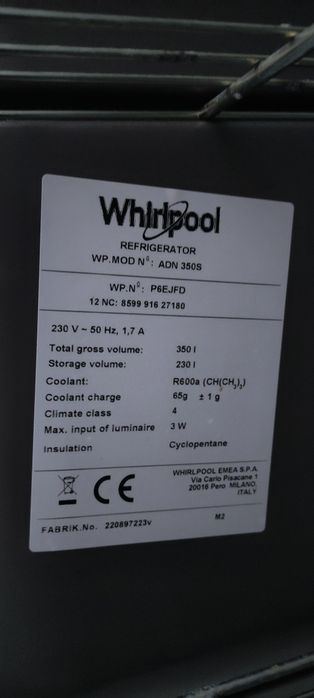 Whirlpool
REFRIGERATOR
WP.MOD Nº: ADN 350S
WP.Nº: P6EJFD
12 NC: 8599 916 27180
230 V ~ 50 Hz, 1,7 A
Total gross volume: 350 l
Storage volume: 230 l
Coolant: R600a (CH(CH₃)₃)
Coolant charge 65g ± 1 g
Climate class 4
Max. input of luminaire 3 W
Insulation Cyclopentane
CE
WHIRLPOOL EMEA S.P.A.
Via Carlo Pisacane 1
20016 Pero MILANO,
ITALY
FABRIK.No. 220897223v M2